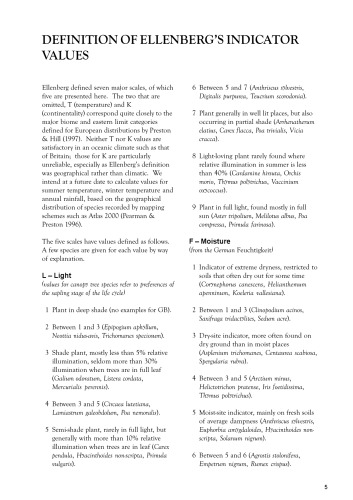 DEFINITION OF ELLENBERG'S INDICATOR
VALUES
Ellenberg defined seven major scales, of which
five are presented here. The two that are
omitted, T (temperature) and K
(continentality) correspond quite closely to the
major biome and eastern limit categories
defined for European distributions by Preston
& Hill (1997). Neither T nor K values are
satisfactory in an oceanic climate such as that
of Britain; those for K are particularly
unreliable, especially as Ellenberg's definition
was geographical rather than climatic. We
intend at a future date to calculate values for
summer temperature, winter temperature and
annual rainfall, based on the geographical
distribution of species recorded by mapping
schemes such as Atlas 2000 (Pearman &
Preston 1996).
The five scales have values defined as follows.
A few species are given for each value by way
of explanation.
L – Light
(values for canopy tree species refer to preferences of
the sapling stage of the life cycle)
1 Plant in deep shade (no examples for GB).
2 Between 1 and 3 (Epipogium aphyllum,
Neottia nidus-avis, Trichomanes speciosum).
3 Shade plant, mostly less than 5% relative
illumination, seldom more than 30%
illumination when trees are in full leaf
(Galium odoratum, Listera cordata,
Mercurialis perennis).
4 Between 3 and 5 (Circaea lutetiana,
Lamiastrum galeobdolon, Poa nemoralis).
5 Semi-shade plant, rarely in full light, but
generally with more than 10% relative
illumination when trees are in leaf (Carex
pendula, Hyacinthoides non-scripta, Primula
vulgaris).
6 Between 5 and 7 (Anthriscus sylvestris,
Digitalis purpurea, Teucrium scorodonia).
7 Plant generally in well lit places, but also
occurring in partial shade (Arrhenatherum
elatius, Carex flacca, Poa trivialis, Vicia
cracca).
8 Light-loving plant rarely found where
relative illumination in summer is less
than 40% (Cardamine hirsuta, Orchis
morio, Thymus polytrichus, Vaccinium
oxycoccus).
9 Plant in full light, found mostly in full
sun (Aster tripolium, Melilotus albus, Poa
compressa, Primula farinosa).
F – Moisture
(from the German Feuchtigkeit)
1 Indicator of extreme dryness, restricted to
soils that often dry out for some time
(Corynephorus canescens, Helianthemum
apenninum, Koeleria vallesiana).
2 Between 1 and 3 (Clinopodium acinos,
Saxifraga tridactylites, Sedum acre).
3 Dry-site indicator, more often found on
dry ground than in moist places
(Asplenium trichomanes, Centaurea scabiosa,
Spergularia rubra).
4 Between 3 and 5 (Arctium minus,
Helictotrichon pratense, Iris foetidissima,
Thymus polytrichus).
5 Moist-site indicator, mainly on fresh soils
of average dampness (Anthriscus sylvestris,
Euphorbia amygdaloides, Hyacinthoides non-
scripta, Solanum nigrum).
6 Between 5 and 6 (Agrostis stolonifera,
Empetrum nigrum, Rumex crispus).
5